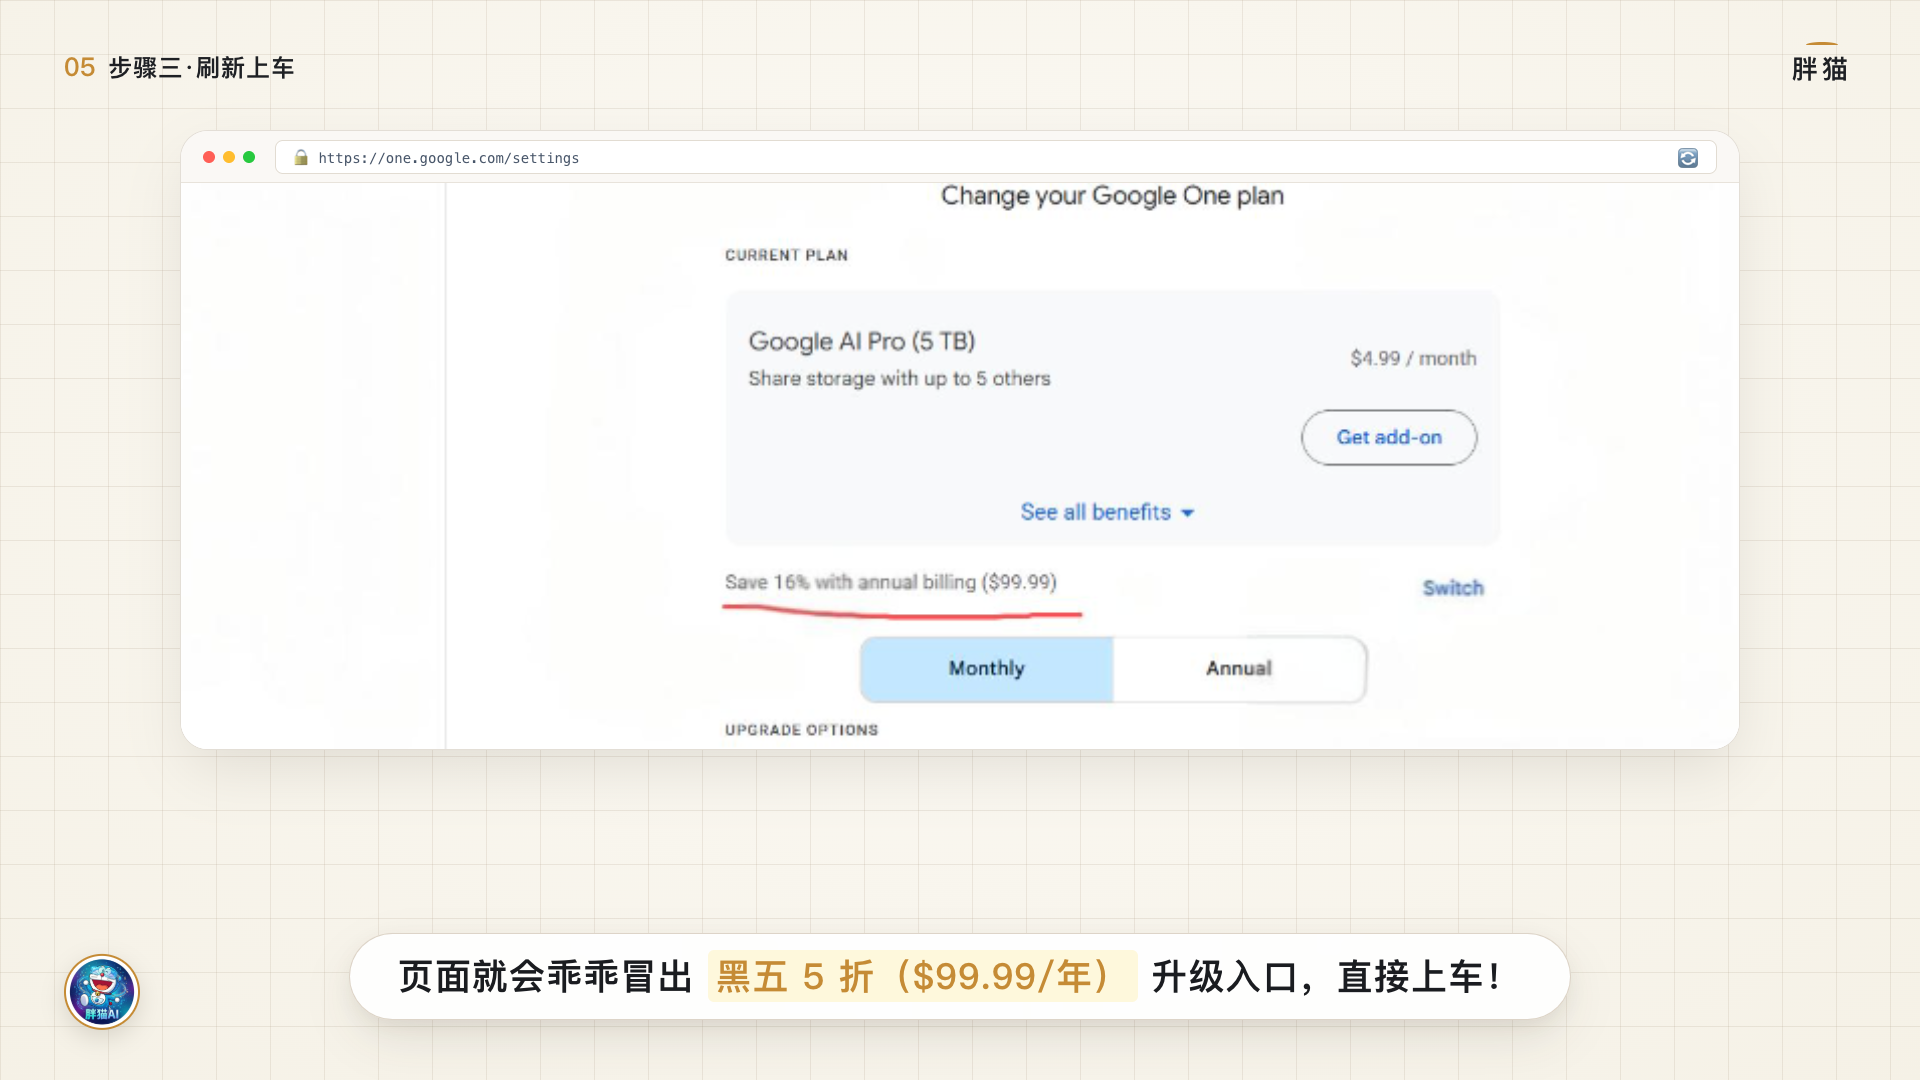 05 步骤三·刷新上车
胖猫
https://one.google.com/settings
Change your Google One plan
CURRENT PLAN
Google AI Pro (5 TB)
Share storage with up to 5 others
$4.99 / month
Get add-on
See all benefits
Save 16% with annual billing ($99.99)
Switch
Monthly
Annual
UPGRADE OPTIONS
页面就会乖乖冒出 黑五 5 折（$99.99/年） 升级入口，直接上车！
胖猫AI